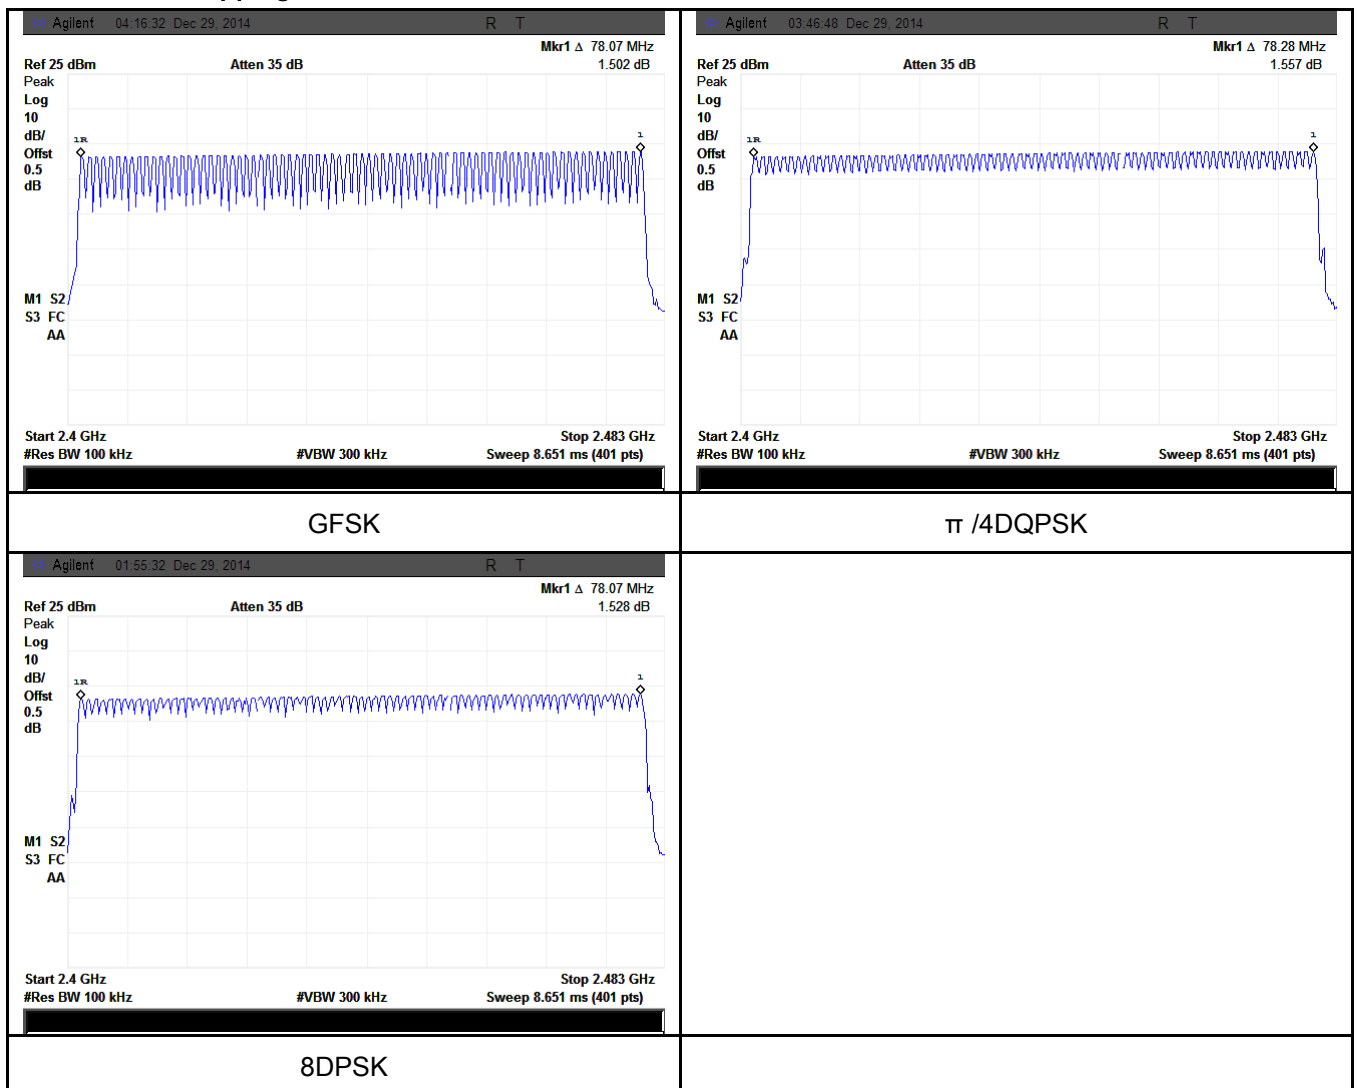 Agilent 04:16:32 Dec 29, 2014 R T
Mkr1 Δ 78.07 MHz
Ref 25 dBm Atten 35 dB 1.502 dB
Peak
Log
10
dB/
Offst
0.5
dB
1R
1
M1 S2
S3 FC
AA
Start 2.4 GHz Stop 2.483 GHz
#Res BW 100 kHz #VBW 300 kHz Sweep 8.651 ms (401 pts)
GFSK
Agilent 03:46:48 Dec 29, 2014 R T
Mkr1 Δ 78.28 MHz
Ref 25 dBm Atten 35 dB 1.557 dB
Peak
Log
10
dB/
Offst
0.5
dB
1R
1
M1 S2
S3 FC
AA
Start 2.4 GHz Stop 2.483 GHz
#Res BW 100 kHz #VBW 300 kHz Sweep 8.651 ms (401 pts)
π /4DQPSK
Agilent 01:55:32 Dec 29, 2014 R T
Mkr1 Δ 78.07 MHz
Ref 25 dBm Atten 35 dB 1.528 dB
Peak
Log
10
dB/
Offst
0.5
dB
1R
1
M1 S2
S3 FC
AA
Start 2.4 GHz Stop 2.483 GHz
#Res BW 100 kHz #VBW 300 kHz Sweep 8.651 ms (401 pts)
8DPSK